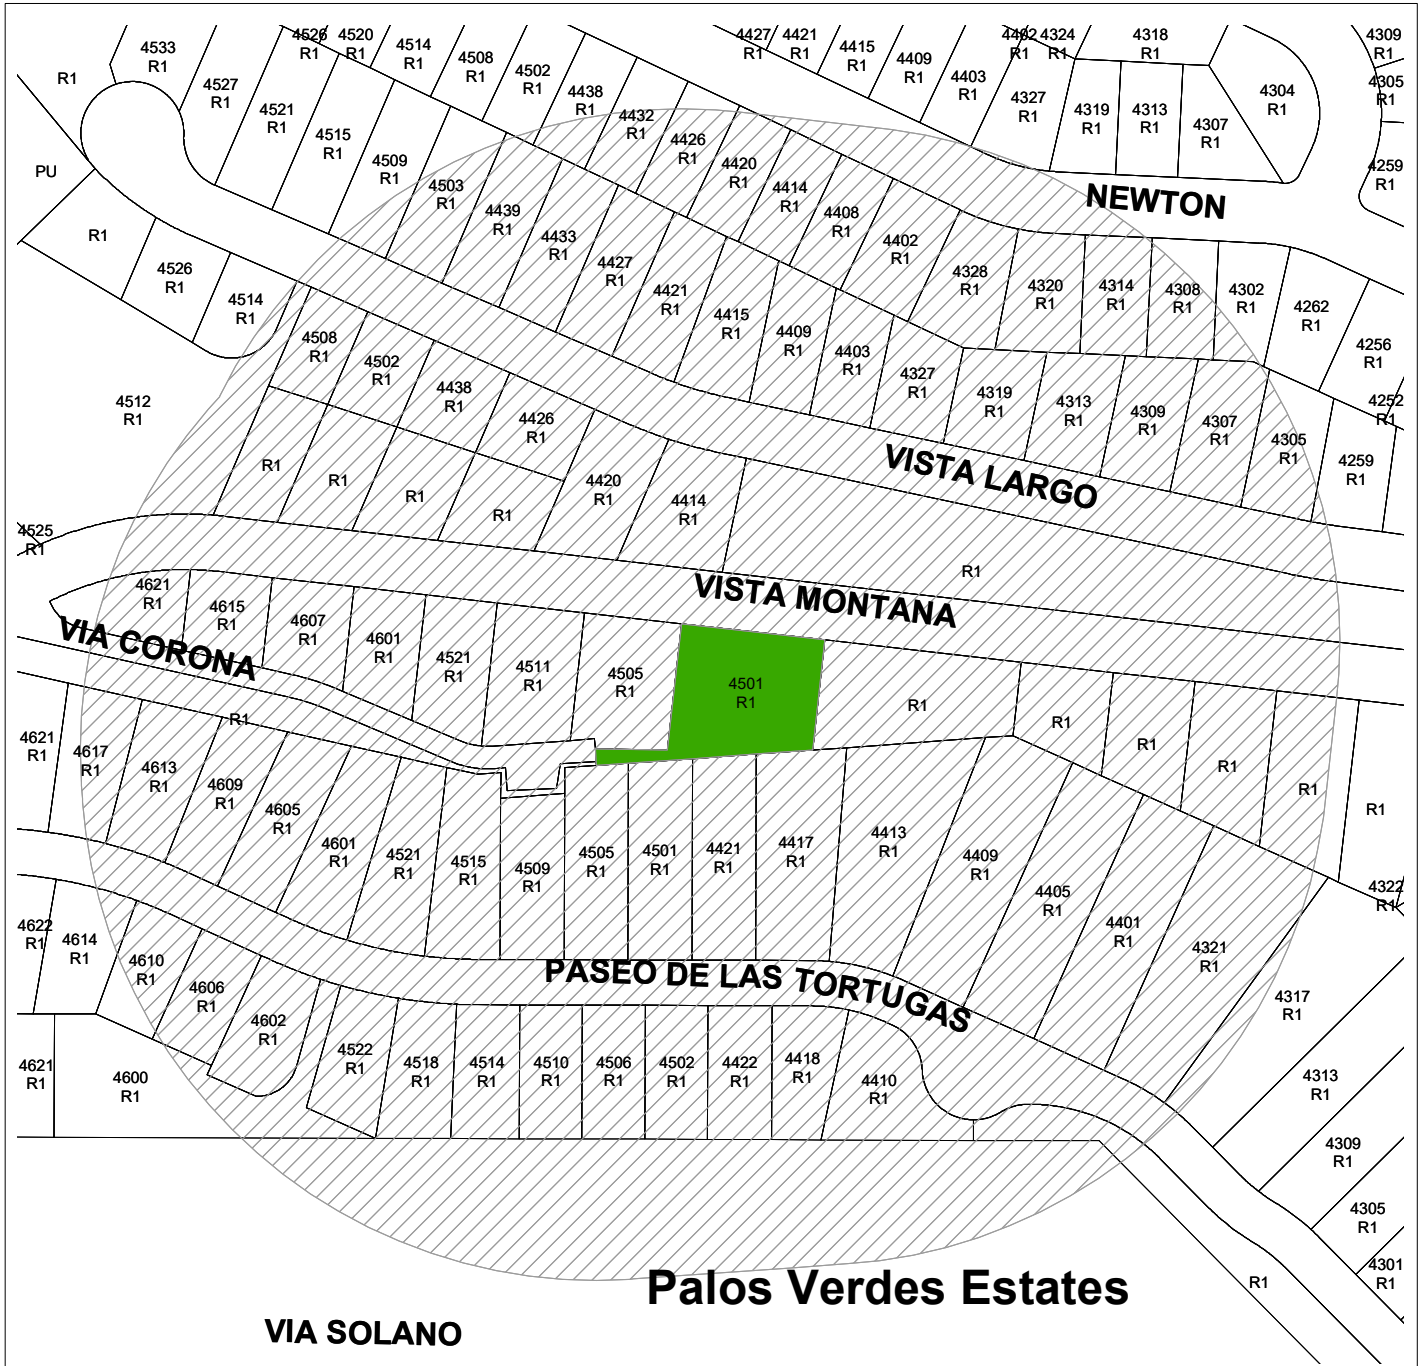 4533
R1
4526
R1
4520
R1
4514
R1
4508
R1
4502
R1
4438
R1
4432
R1
4426
R1
4420
R1
4414
R1
4408
R1
4402
R1
4328
R1
4320
R1
4314
R1
4308
R1
4302
R1
4262
R1
4256
R1
4252
R1
4427
R1
4421
R1
4415
R1
4409
R1
4403
R1
4402
R1
4324
R1
4318
R1
4327
R1
4319
R1
4313
R1
4307
R1
4304
R1
4309
R1
4305
R1
4259
R1
NEWTON
R1
PU
R1
4527
R1
4521
R1
4515
R1
4509
R1
4503
R1
4439
R1
4433
R1
4427
R1
4421
R1
4415
R1
4409
R1
4403
R1
4327
R1
4319
R1
4313
R1
4309
R1
4307
R1
4305
R1
4259
R1
VISTA LARGO
4526
R1
4514
R1
4512
R1
4508
R1
4502
R1
4438
R1
4426
R1
4420
R1
4414
R1
R1
R1
R1
R1
R1
VISTA MONTANA
4525
R1
4621
R1
4615
R1
4607
R1
4601
R1
4521
R1
4511
R1
4505
R1
4501
R1
R1
R1
R1
R1
R1
R1
VIA CORONA
R1
4621
R1
4617
R1
4613
R1
4609
R1
4605
R1
4601
R1
4521
R1
4515
R1
4509
R1
4505
R1
4501
R1
4421
R1
4417
R1
4413
R1
4409
R1
4405
R1
4401
R1
4321
R1
4322
R1
4317
R1
4313
R1
4309
R1
4305
R1
4301
R1
PASEO DE LAS TORTUGAS
4622
R1
4614
R1
4610
R1
4606
R1
4602
R1
4621
R1
4600
R1
4522
R1
4518
R1
4514
R1
4510
R1
4506
R1
4502
R1
4422
R1
4418
R1
4410
R1
R1
Palos Verdes Estates
VIA SOLANO